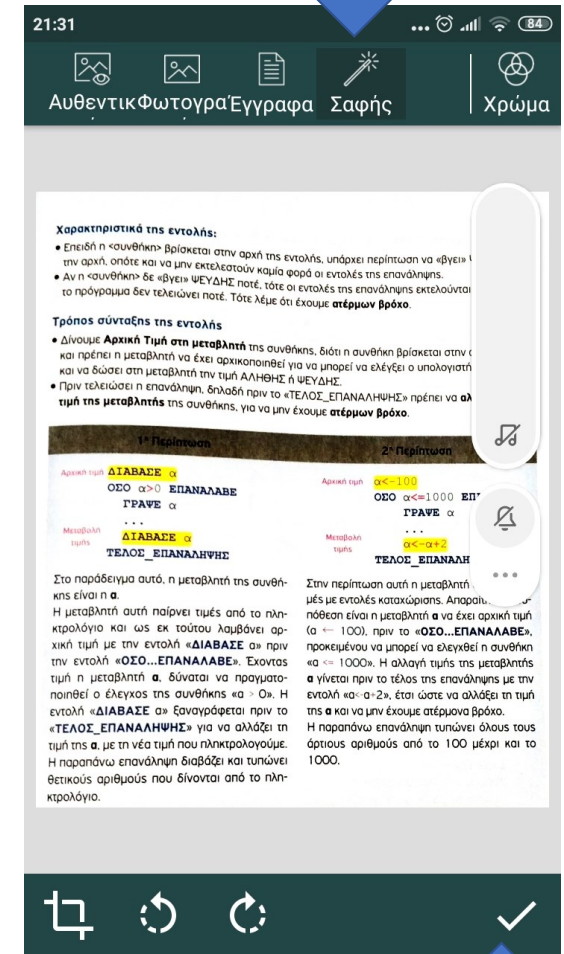 21:31
84
Αυθεντικ
Φωτογρα
Έγγραφα
Σαφής
Χρώμα
Χαρακτηριστικά της εντολής:
• Επειδή η <συνθήκη> βρίσκεται στην αρχή της εντολής, υπάρχει περίπτωση να «βγει»
την αρχή, οπότε και να μην εκτελεστούν καμία φορά οι εντολές της επανάληψης.
• Αν η <συνθήκη> δε «βγει» ΨΕΥΔΗΣ ποτέ, τότε οι εντολές της επανάληψης εκτελούνται
το πρόγραμμα δεν τελειώνει ποτέ. Τότε λέμε ότι έχουμε ατέρμων βρόχο.
Τρόπος σύνταξης της εντολής
• Δίνουμε Αρχική Τιμή στη μεταβλητή της συνθήκης, διότι η συνθήκη βρίσκεται στην
και πρέπει η μεταβλητή να έχει αρχικοποιηθεί για να μπορεί να ελέγξει ο υπολογιστή
και να δώσει στη μεταβλητή την τιμή ΑΛΗΘΗΣ ή ΨΕΥΔΗΣ.
• Πριν τελειώσει η επανάληψη, δηλαδή πριν το «ΤΕΛΟΣ_ΕΠΑΝΑΛΗΨΗΣ» πρέπει να αλ
τιμή της μεταβλητής της συνθήκης, για να μην έχουμε ατέρμων βρόχο.
1η Περίπτωση
Αρχική τιμή ΔΙΑΒΑΣΕ α
ΟΣΟ α>0 ΕΠΑΝΑΛΑΒΕ
ΓΡΑΨΕ α
...
Μεταβολή τιμής ΔΙΑΒΑΣΕ α
ΤΕΛΟΣ_ΕΠΑΝΑΛΗΨΗΣ
Στο παράδειγμα αυτό, η μεταβλητή της συνθή-
κης είναι η α.
Η μεταβλητή αυτή παίρνει τιμές από το πλη-
κτρολόγιο και ως εκ τούτου λαμβάνει αρ-
χική τιμή με την εντολή «ΔΙΑΒΑΣΕ α» πριν
την εντολή «ΟΣΟ...ΕΠΑΝΑΛΑΒΕ». Έχοντας
τιμή η μεταβλητή α, δύναται να πραγματο-
ποιηθεί ο έλεγχος της συνθήκης «α > 0». Η
εντολή «ΔΙΑΒΑΣΕ α» ξαναγράφεται πριν το
«ΤΕΛΟΣ_ΕΠΑΝΑΛΗΨΗΣ» για να αλλάξει τη
τιμή της α, με τη νέα τιμή που πληκτρολογούμε.
Η παραπάνω επανάληψη διαβάζει και τυπώνει
θετικούς αριθμούς που δίνονται από το πλη-
κτρολόγιο.
2η Περίπτωση
Αρχική τιμή α<-100
ΟΣΟ α<=1000 ΕΠ
ΓΡΑΨΕ α
...
Μεταβολή τιμής α<-α+2
ΤΕΛΟΣ_ΕΠΑΝΑΛΗ
Στην περίπτωση αυτή η μεταβλητή
μές με εντολές καταχώρισης.
πόθεση είναι η μεταβλητή α να έχει αρχική τιμή
(α ← 100), πριν το «ΟΣΟ...ΕΠΑΝΑΛΑΒΕ»,
προκειμένου να μπορεί να ελεγχθεί η συνθήκη
«α <= 1000». Η αλλαγή τιμής της μεταβλητής
α γίνεται πριν το τέλος της επανάληψης με την
εντολή «α<-α+2», έτσι ώστε να αλλάξει τη τιμή
της α και να μην έχουμε ατέρμονα βρόχο.
Η παραπάνω επανάληψη τυπώνει όλους τους
άρτιους αριθμούς από το 100 μέχρι και το
1000.